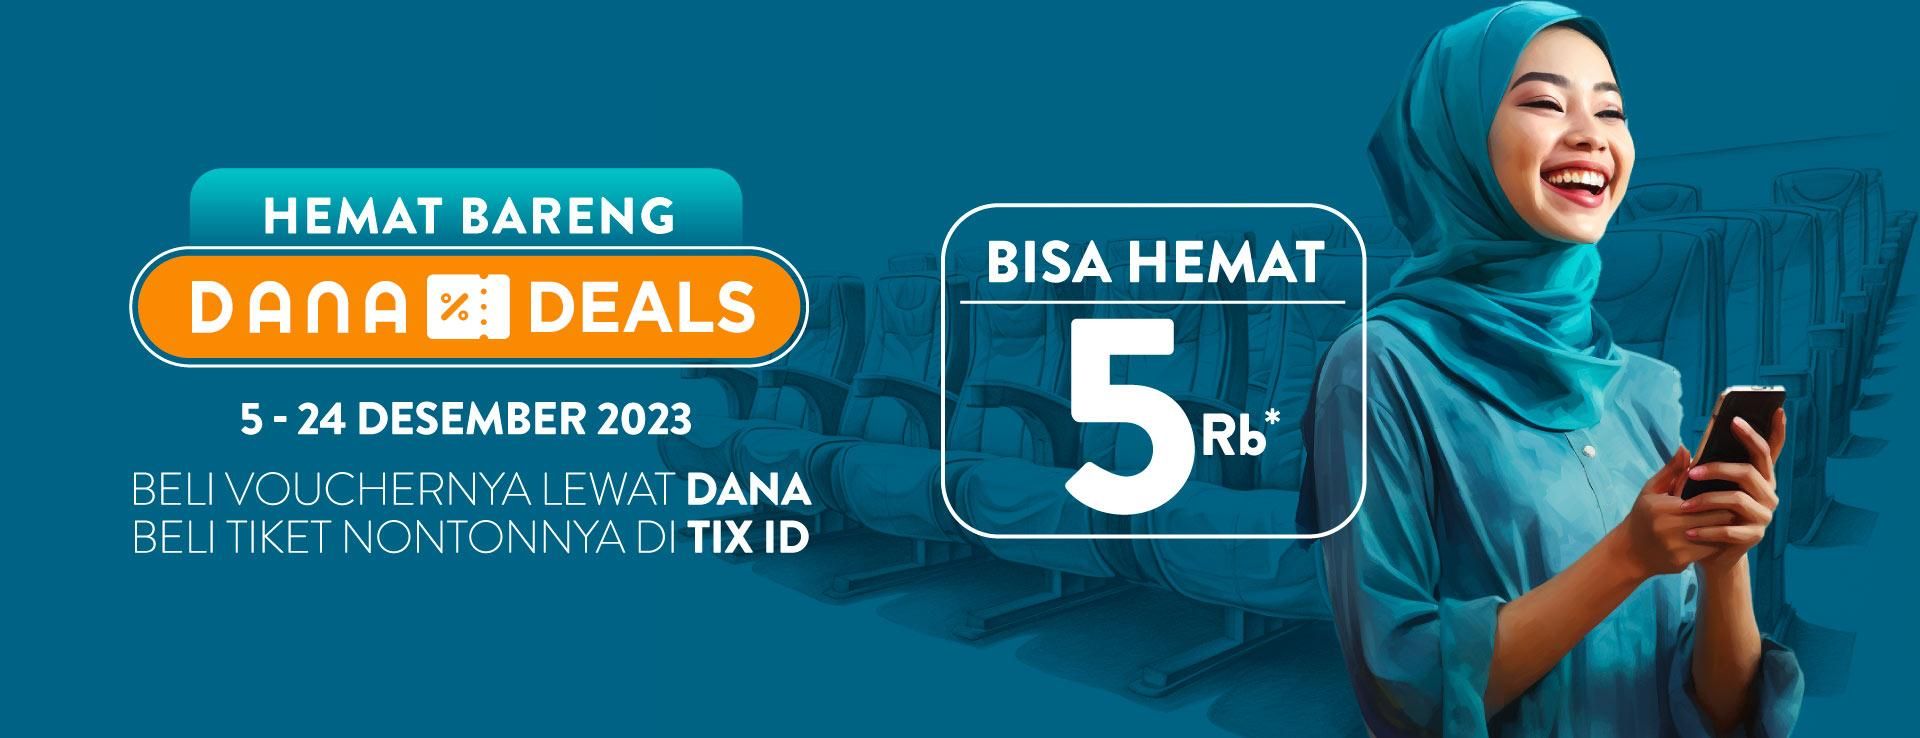 HEMAT BARENG
DANA % DEALS
5 - 24 DESEMBER 2023
BELI VOUCHERNYA LEWAT DANA
BELI TIKET NONTONNYA DI TIX ID
BISA HEMAT
5Rb*